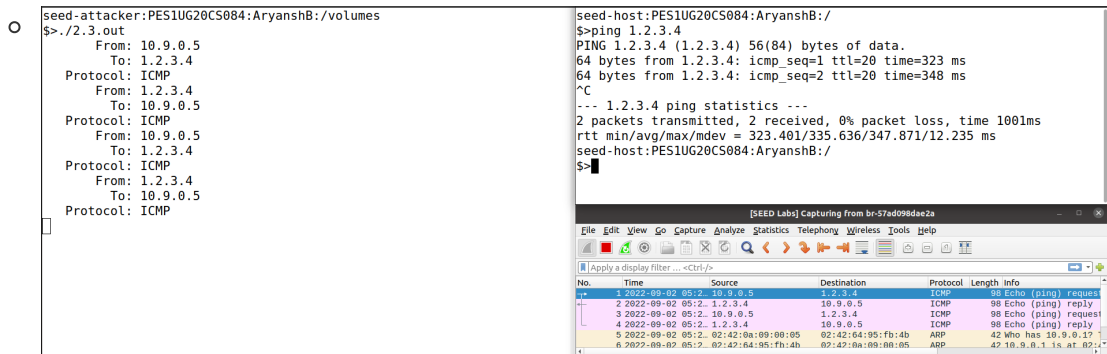 seed-attacker:PES1UG20CS084:AryanshB:/volumes
$>./2.3.out
From: 10.9.0.5
To: 1.2.3.4
Protocol: ICMP
From: 1.2.3.4
To: 10.9.0.5
Protocol: ICMP
From: 10.9.0.5
To: 1.2.3.4
Protocol: ICMP
From: 1.2.3.4
To: 10.9.0.5
Protocol: ICMP
seed-host:PES1UG20CS084:AryanshB:/
$>ping 1.2.3.4
PING 1.2.3.4 (1.2.3.4) 56(84) bytes of data.
64 bytes from 1.2.3.4: icmp_seq=1 ttl=20 time=323 ms
64 bytes from 1.2.3.4: icmp_seq=2 ttl=20 time=348 ms
^C
--- 1.2.3.4 ping statistics ---
2 packets transmitted, 2 received, 0% packet loss, time 1001ms
rtt min/avg/max/mdev = 323.401/335.636/347.871/12.235 ms
seed-host:PES1UG20CS084:AryanshB:/
$>
[SEED Labs] Capturing from br-57ad098dae2a
File Edit View Go Capture Analyze Statistics Telephony Wireless Tools Help
Apply a display filter ... <Ctrl-/>
No. Time Source Destination Protocol Length Info
1 2022-09-02 05:2… 10.9.0.5 1.2.3.4 ICMP 98 Echo (ping) request
2 2022-09-02 05:2… 1.2.3.4 10.9.0.5 ICMP 98 Echo (ping) reply
3 2022-09-02 05:2… 10.9.0.5 1.2.3.4 ICMP 98 Echo (ping) request
4 2022-09-02 05:2… 1.2.3.4 10.9.0.5 ICMP 98 Echo (ping) reply
5 2022-09-02 05:2… 02:42:0a:09:00:05 02:42:64:95:fb:4b ARP 42 Who has 10.9.0.1?
6 2022-09-02 05:2… 02:42:64:95:fb:4b 02:42:0a:09:00:05 ARP 42 10.9.0.1 is at 02:4